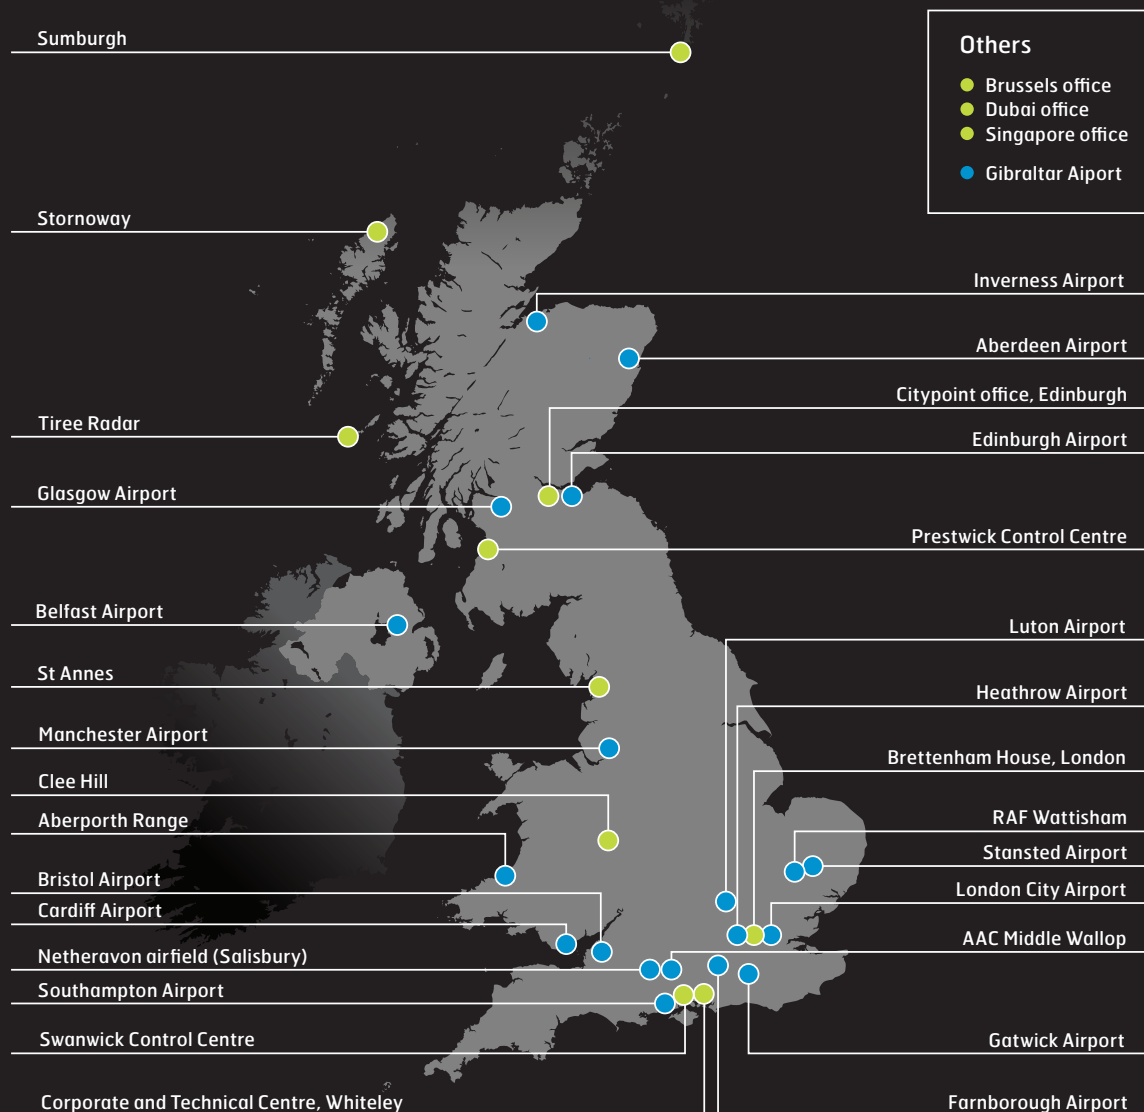 Sumburgh
Stornoway
Tiree Radar
Glasgow Airport
Belfast Airport
St Annes
Manchester Airport
Clee Hill
Aberporth Range
Bristol Airport
Cardiff Airport
Netheravon airfield (Salisbury)
Southampton Airport
Swanwick Control Centre
Corporate and Technical Centre, Whiteley
Others
Brussels office
Dubai office
Singapore office
Gibraltar Aiport
Inverness Airport
Aberdeen Airport
Citypoint office, Edinburgh
Edinburgh Airport
Prestwick Control Centre
Luton Airport
Heathrow Airport
Brettenham House, London
RAF Wattisham
Stansted Airport
London City Airport
AAC Middle Wallop
Gatwick Airport
Farnborough Airport